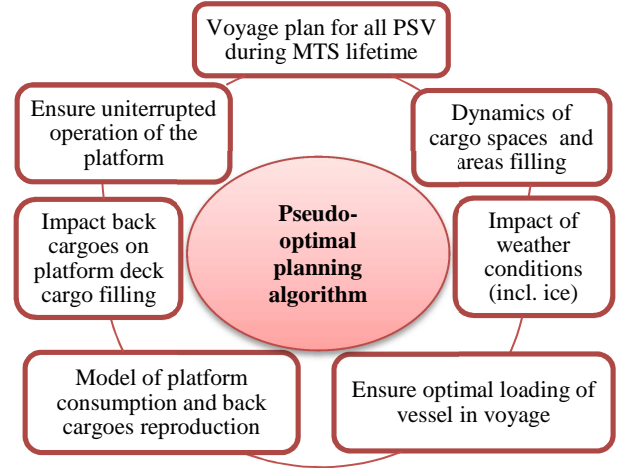 Voyage plan for all PSV
during MTS lifetime
Ensure uniterrupted
operation of the
platform
Dynamics of
cargo spaces and
areas filling
Pseudo-
optimal
planning
algorithm
Impact back
cargoes on
platform deck
cargo filling
Impact of
weather
conditions
(incl. ice)
Model of platform
consumption and back
cargoes reproduction
Ensure optimal loading of
vessel in voyage